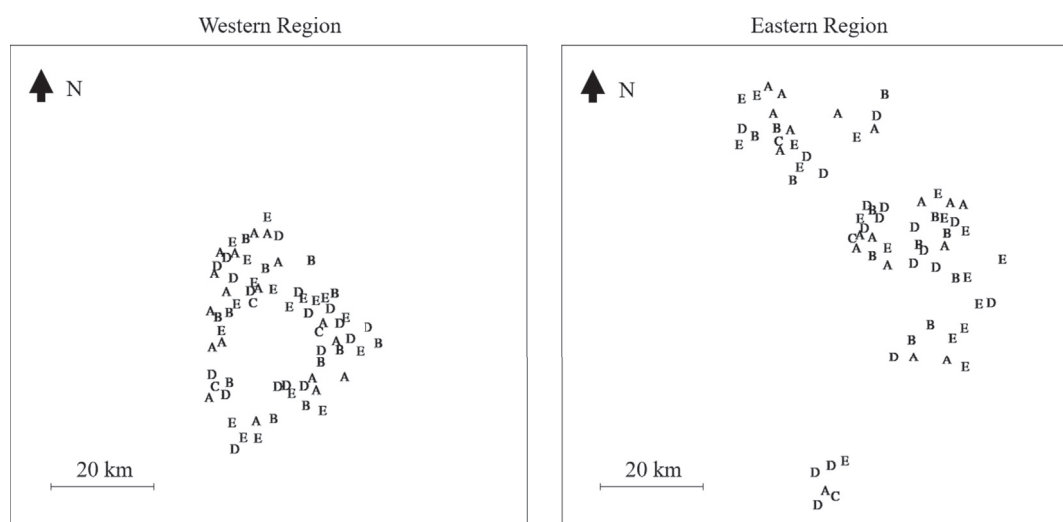 Western Region
N
E
A A D
E B
A D A E
D B A B
A D
E
A D A E D E E E B
E C E D
A B B D
A D E
E C D
A A D B
A D B E
B
D A A
C B D D D
A D E A
B E
E A B
E E
D
20 km
Eastern Region
N
A
E E A B
A A D
D B A A
E B C E E
A D
E D
B
E
D B D A A A
E D B E D
D D B E
C A A
A B E B D A
A D D E
B E
E D
B E
B E
D A A E
D D E
A C
D
20 km